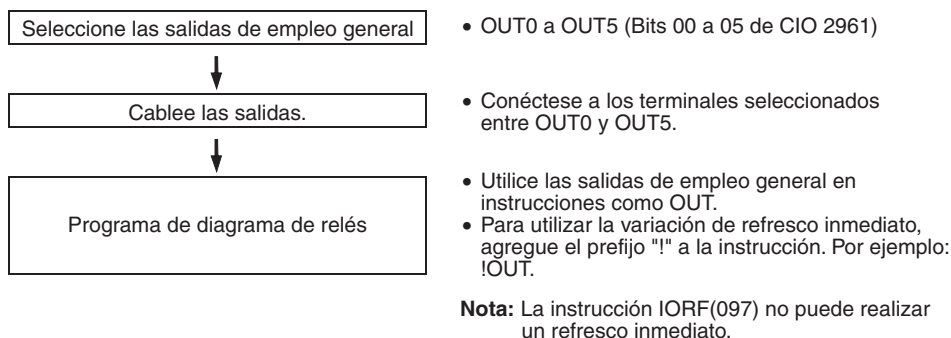 Seleccione las salidas de empleo general
• OUT0 a OUT5 (Bits 00 a 05 de CIO 2961)
Cablee las salidas.
• Conéctese a los terminales seleccionados
entre OUT0 y OUT5.
Programa de diagrama de relés
• Utilice las salidas de empleo general en
instrucciones como OUT.
• Para utilizar la variación de refresco inmediato,
agregue el prefijo "!" a la instrucción. Por ejemplo:
!OUT.
Nota: La instrucción IORF(097) no puede realizar
un refresco inmediato.